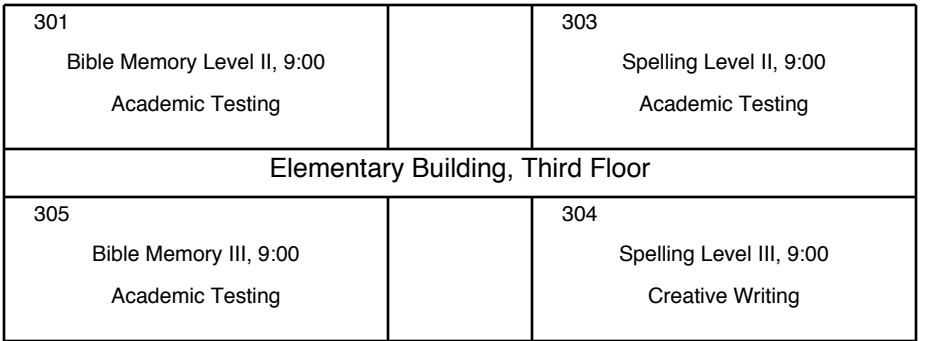 301
Bible Memory Level II, 9:00
Academic Testing
303
Spelling Level II, 9:00
Academic Testing
Elementary Building, Third Floor
305
Bible Memory III, 9:00
Academic Testing
304
Spelling Level III, 9:00
Creative Writing